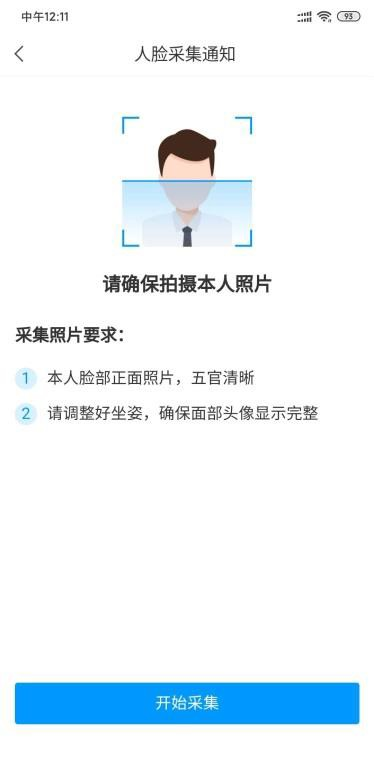 中午12:11
93
人脸采集通知
请确保拍摄本人照片
采集照片要求：
1 本人脸部正面照片，五官清晰
2 请调整好坐姿，确保面部头像显示完整
开始采集